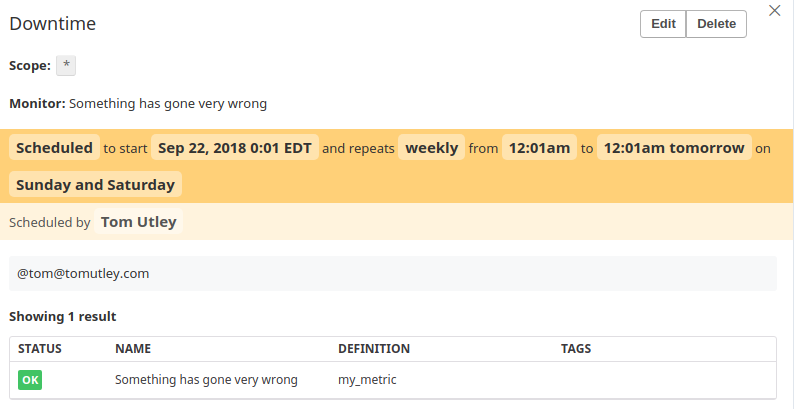 Downtime
Edit Delete
Scope: *
Monitor: Something has gone very wrong
Scheduled to start Sep 22, 2018 0:01 EDT and repeats weekly from 12:01am to 12:01am tomorrow on
Sunday and Saturday
Scheduled by Tom Utley
@tom@tomutley.com
Showing 1 result
STATUS NAME DEFINITION TAGS
OK Something has gone very wrong my_metric